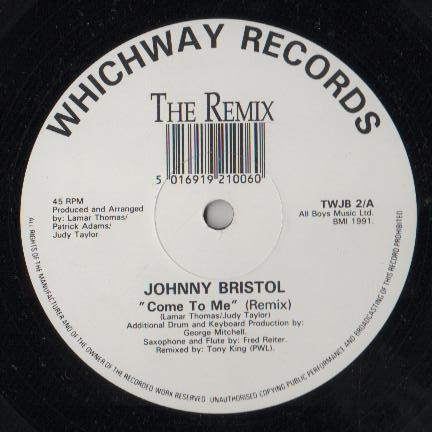 WHICHWAY RECORDS
THE REMIX
5 016919 210060
45 RPM
Produced and Arranged
by: Lamar Thomas/
Patrick Adams/
Judy Taylor
TWJB 2/A
All Boys Music Ltd.
BMI 1991.
JOHNNY BRISTOL
"Come To Me" (Remix)
(Lamar Thomas/Judy Taylor)
Additional Drum and Keyboard Production by:
George Mitchell.
Saxophone and Flute by: Fred Reiter.
Remixed by: Tony King (PWL).
ALL RIGHTS OF THE MANUFACTURER AND OF THE OWNER OF THE RECORDED WORK RESERVED. UNAUTHORISED COPYING PUBLIC PERFORMANCE AND BROADCASTING OF THIS RECORD PROHIBITED